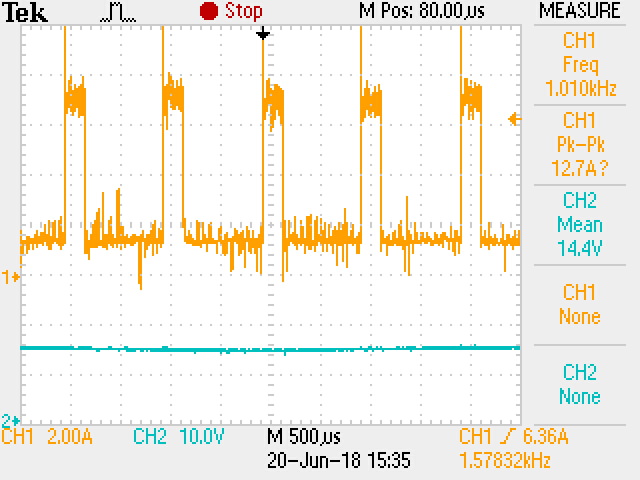 Tek Stop M Pos: 80.00µs MEASURE
CH1
Freq
1.010kHz
CH1
Pk-Pk
12.7A?
CH2
Mean
14.4V
CH1
None
CH2
None
1
2
CH1 2.00A CH2 10.0V M 500µs CH1 6.36A
20-Jun-18 15:35 1.57832kHz